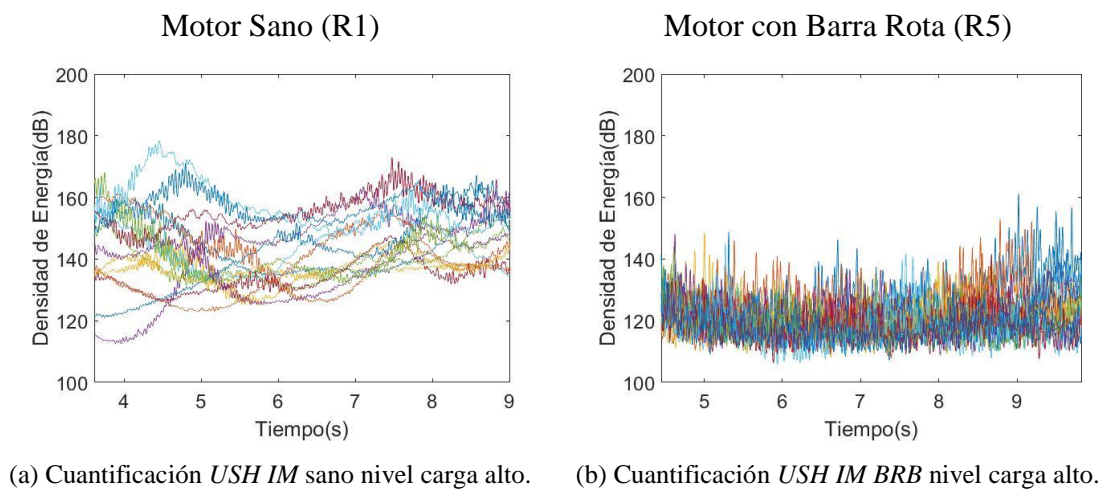 Motor Sano (R1)
Motor con Barra Rota (R5)
200
180
160
140
120
100
Densidad de Energía(dB)
4 5 6 7 8 9
Tiempo(s)
200
180
160
140
120
100
Densidad de Energía(dB)
5 6 7 8 9
Tiempo(s)
(a) Cuantificación USH IM sano nivel carga alto.
(b) Cuantificación USH IM BRB nivel carga alto.